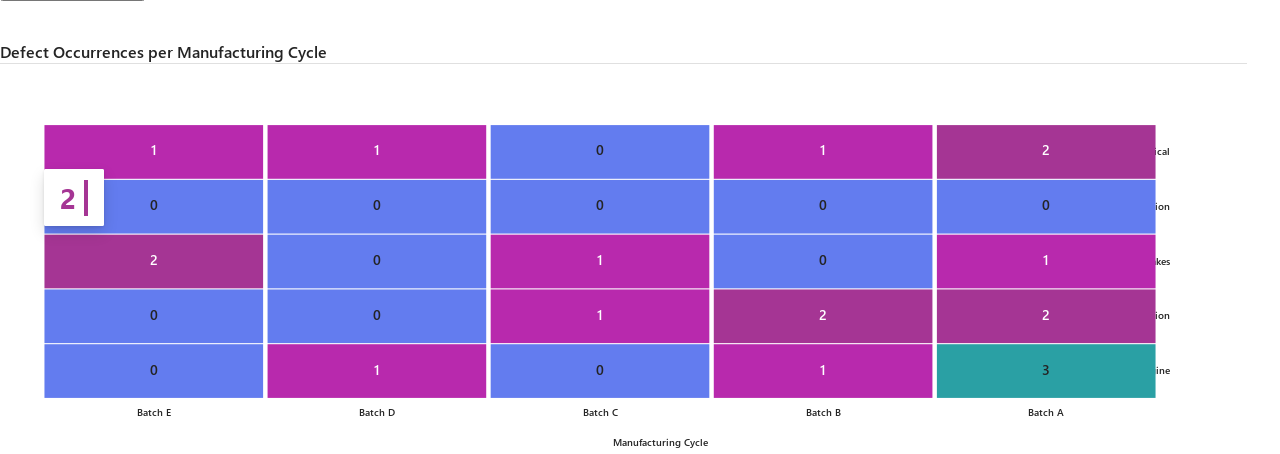 Defect Occurrences per Manufacturing Cycle
1 1 0 1 2
2
0 0 0 0 0
2 0 1 0 1
0 0 1 2 2
0 1 0 1 3
Batch E Batch D Batch C Batch B Batch A
Manufacturing Cycle